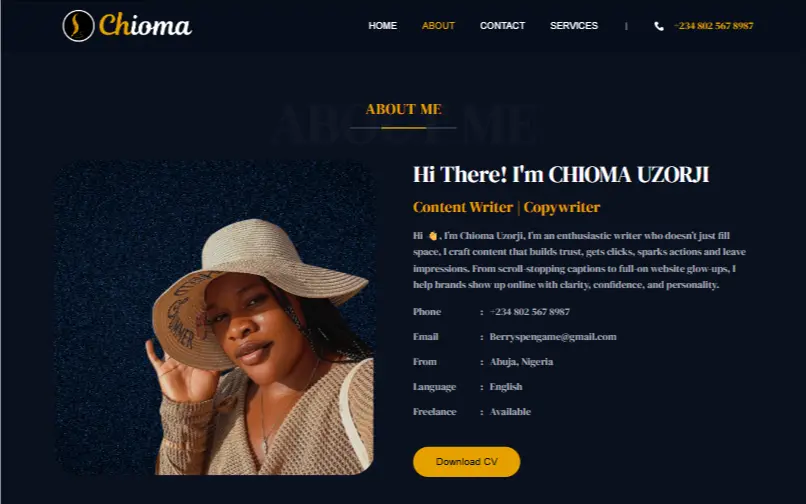 Chioma
HOME ABOUT CONTACT SERVICES | +234 802 567 8987
ABOUT ME
ABOUT ME
Hi There! I'm CHIOMA UZORJI
Content Writer | Copywriter
Hi 👋, I'm Chioma Uzorji, I'm an enthusiastic writer who doesn't just fill
space, I craft content that builds trust, gets clicks, sparks actions and leave
impressions. From scroll-stopping captions to full-on website glow-ups, I
help brands show up online with clarity, confidence, and personality.
Phone : +234 802 567 8987
Email : Berryspengame@gmail.com
From : Abuja, Nigeria
Language : English
Freelance : Available
Download CV